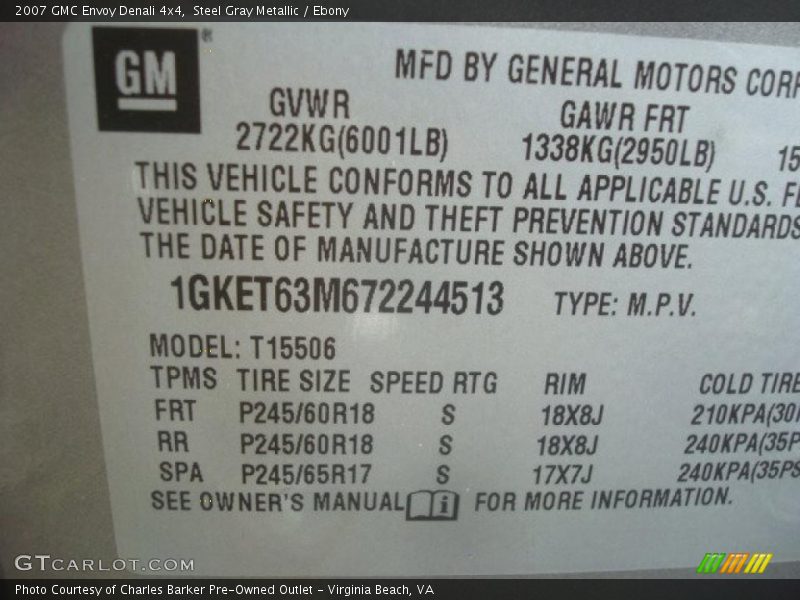 2007 GMC Envoy Denali 4x4, Steel Gray Metallic / Ebony
GM ®
MFD BY GENERAL MOTORS CORP
GVWR GAWR FRT
2722KG(6001LB) 1338KG(2950LB) 15
THIS VEHICLE CONFORMS TO ALL APPLICABLE U.S. FE
VEHICLE SAFETY AND THEFT PREVENTION STANDARDS
THE DATE OF MANUFACTURE SHOWN ABOVE.
1GKET63M672244513 TYPE: M.P.V.
MODEL: T15506
TPMS TIRE SIZE SPEED RTG RIM COLD TIRE
FRT P245/60R18 S 18X8J 210KPA(30
RR P245/60R18 S 18X8J 240KPA(35P
SPA P245/65R17 S 17X7J 240KPA(35PS
SEE OWNER'S MANUAL i FOR MORE INFORMATION.
GTCARLOT.COM
Photo Courtesy of Charles Barker Pre-Owned Outlet - Virginia Beach, VA